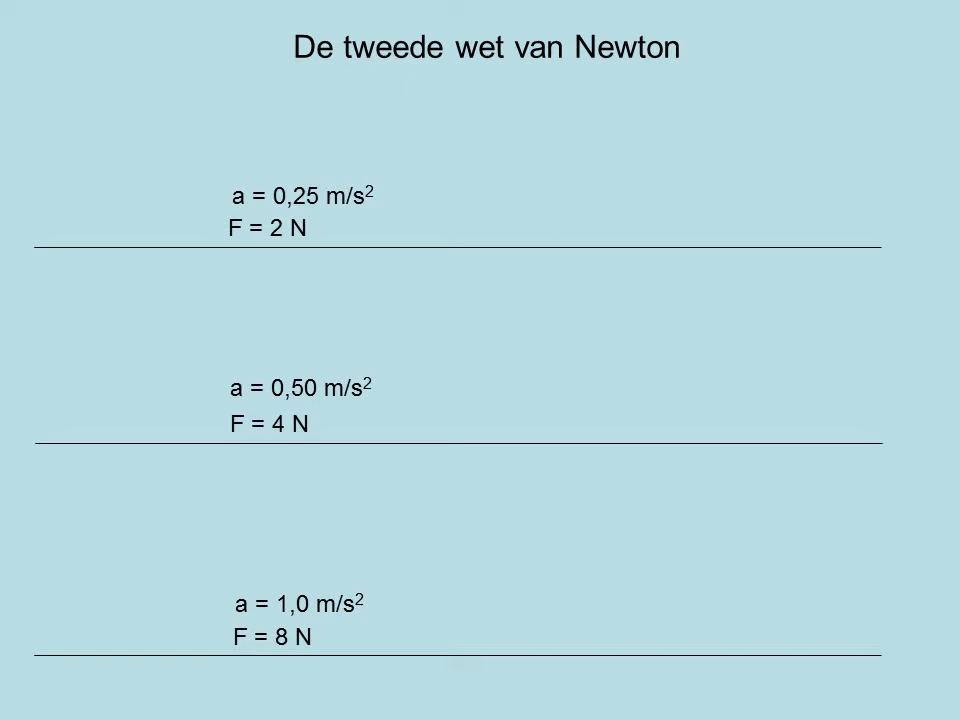 De tweede wet van Newton
a = 0,25 m/s²
F = 2 N
a = 0,50 m/s²
F = 4 N
a = 1,0 m/s²
F = 8 N